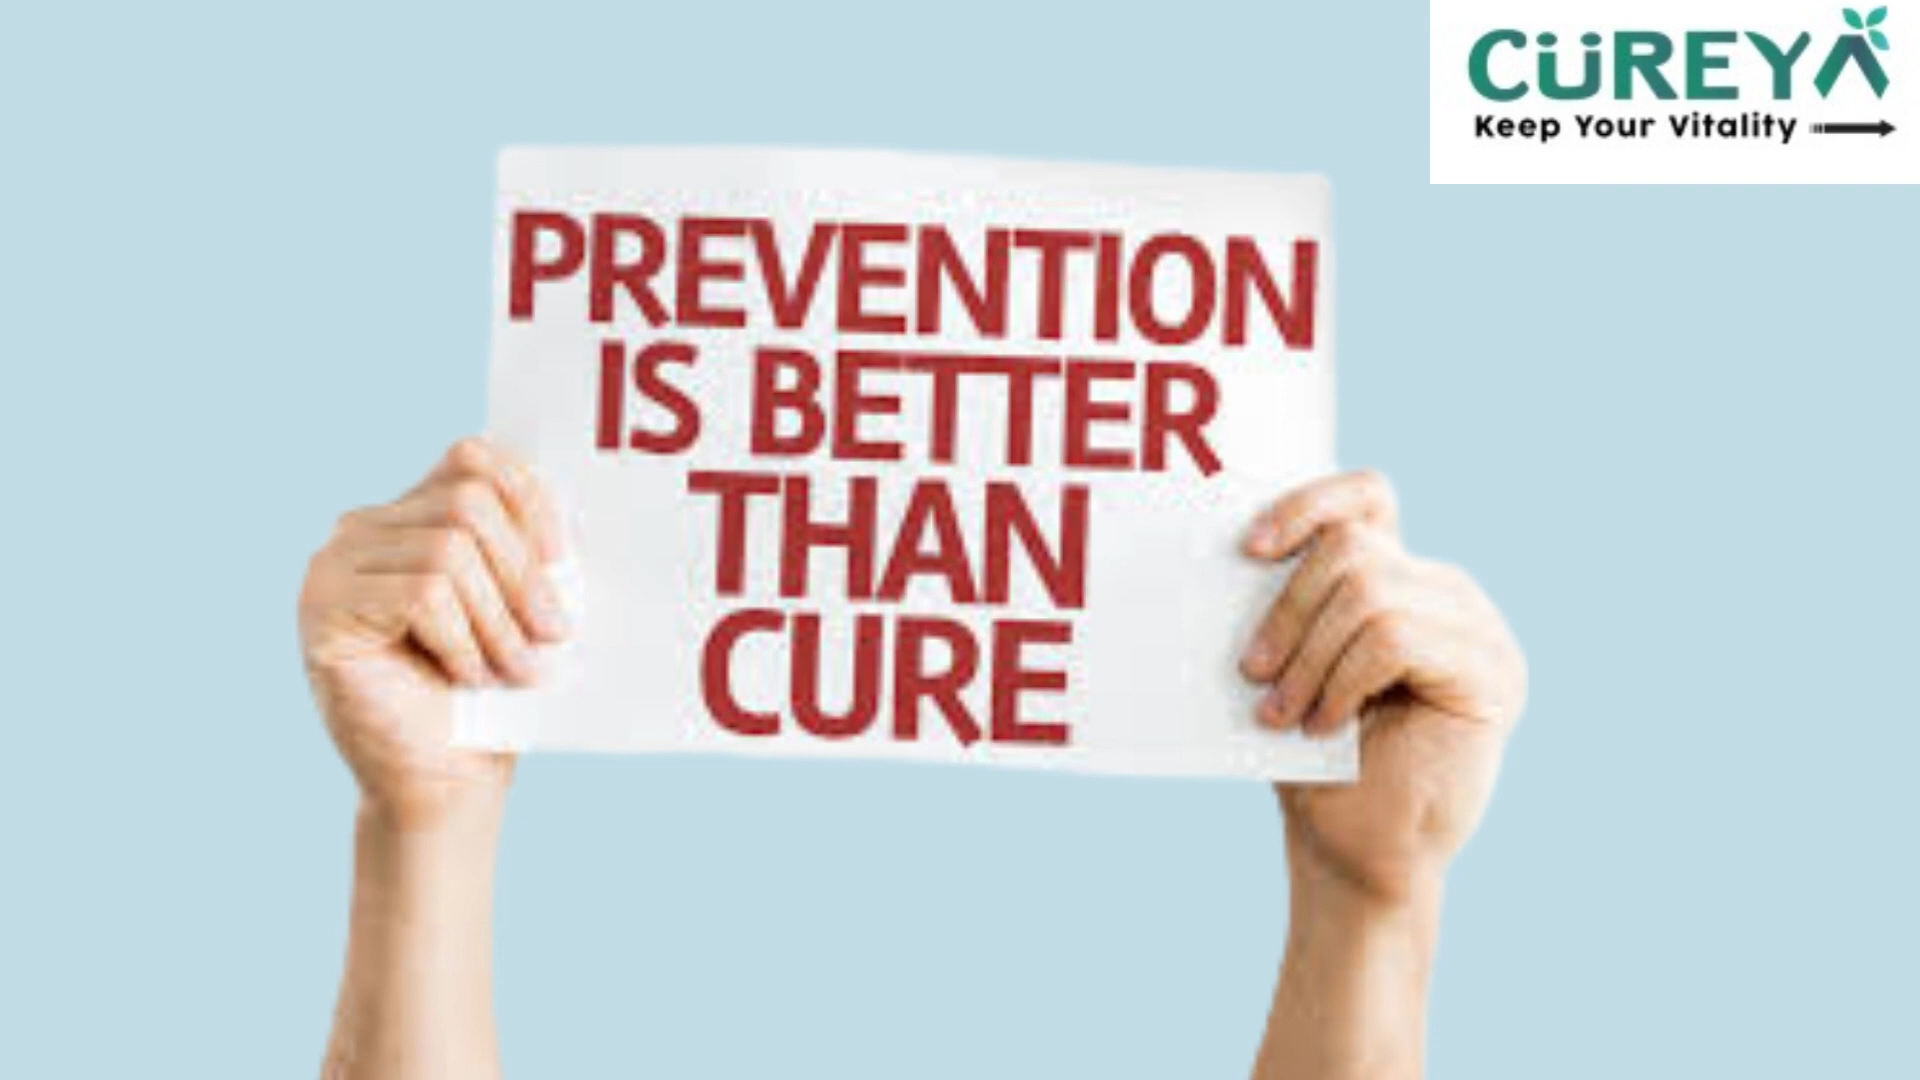 CÜREYA
Keep Your Vitality
PREVENTION
IS BETTER
THAN
CURE